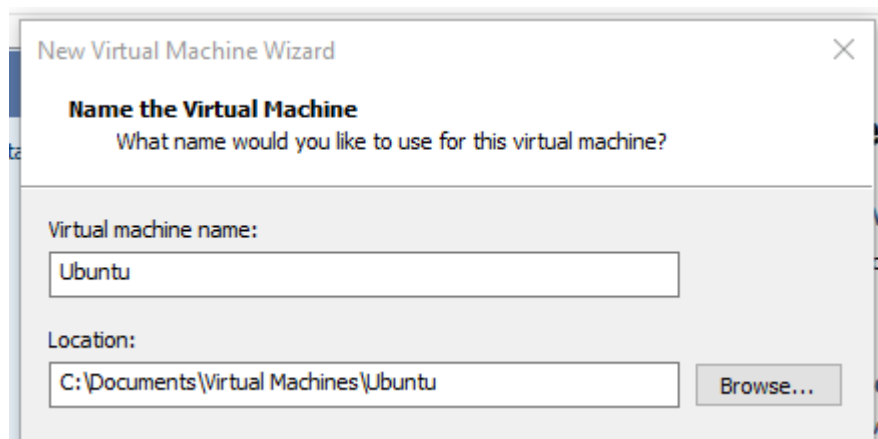 New Virtual Machine Wizard
Name the Virtual Machine
What name would you like to use for this virtual machine?
Virtual machine name:
Ubuntu
Location:
C:\Documents\Virtual Machines\Ubuntu
Browse...